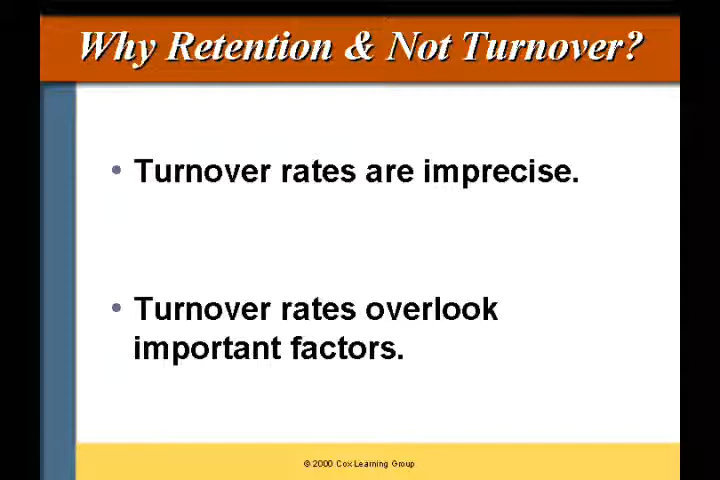 Why Retention & Not Turnover?
• Turnover rates are imprecise.
• Turnover rates overlook
important factors.
© 2000 Cox Learning Group